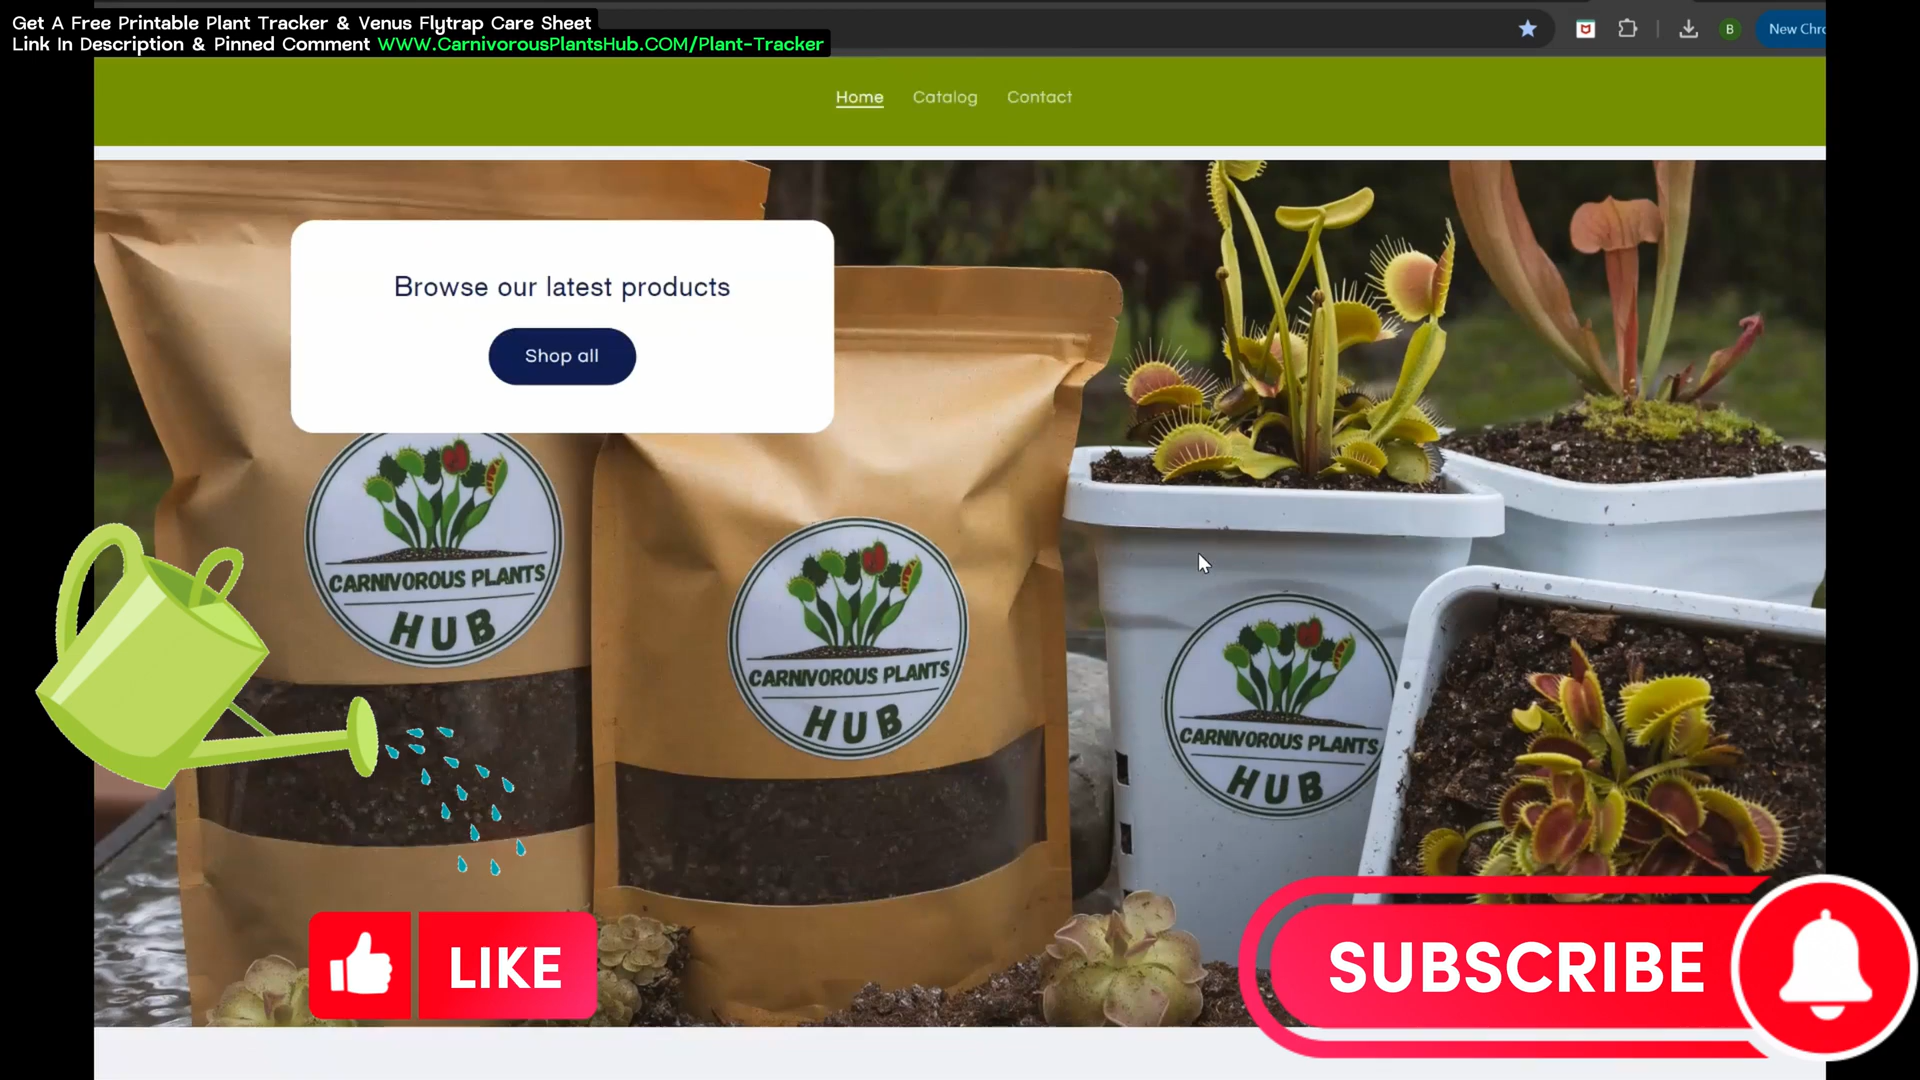 Get A Free Printable Plant Tracker & Venus Flytrap Care Sheet
Link In Description & Pinned Comment WWW.CarnivorousPlantsHub.COM/Plant-Tracker
B
New Chro
Home
Catalog
Contact
Browse our latest products
Shop all
CARNIVOROUS PLANTS
HUB
CARNIVOROUS PLANTS
HUB
CARNIVOROUS PLANTS
HUB
LIKE
SUBSCRIBE